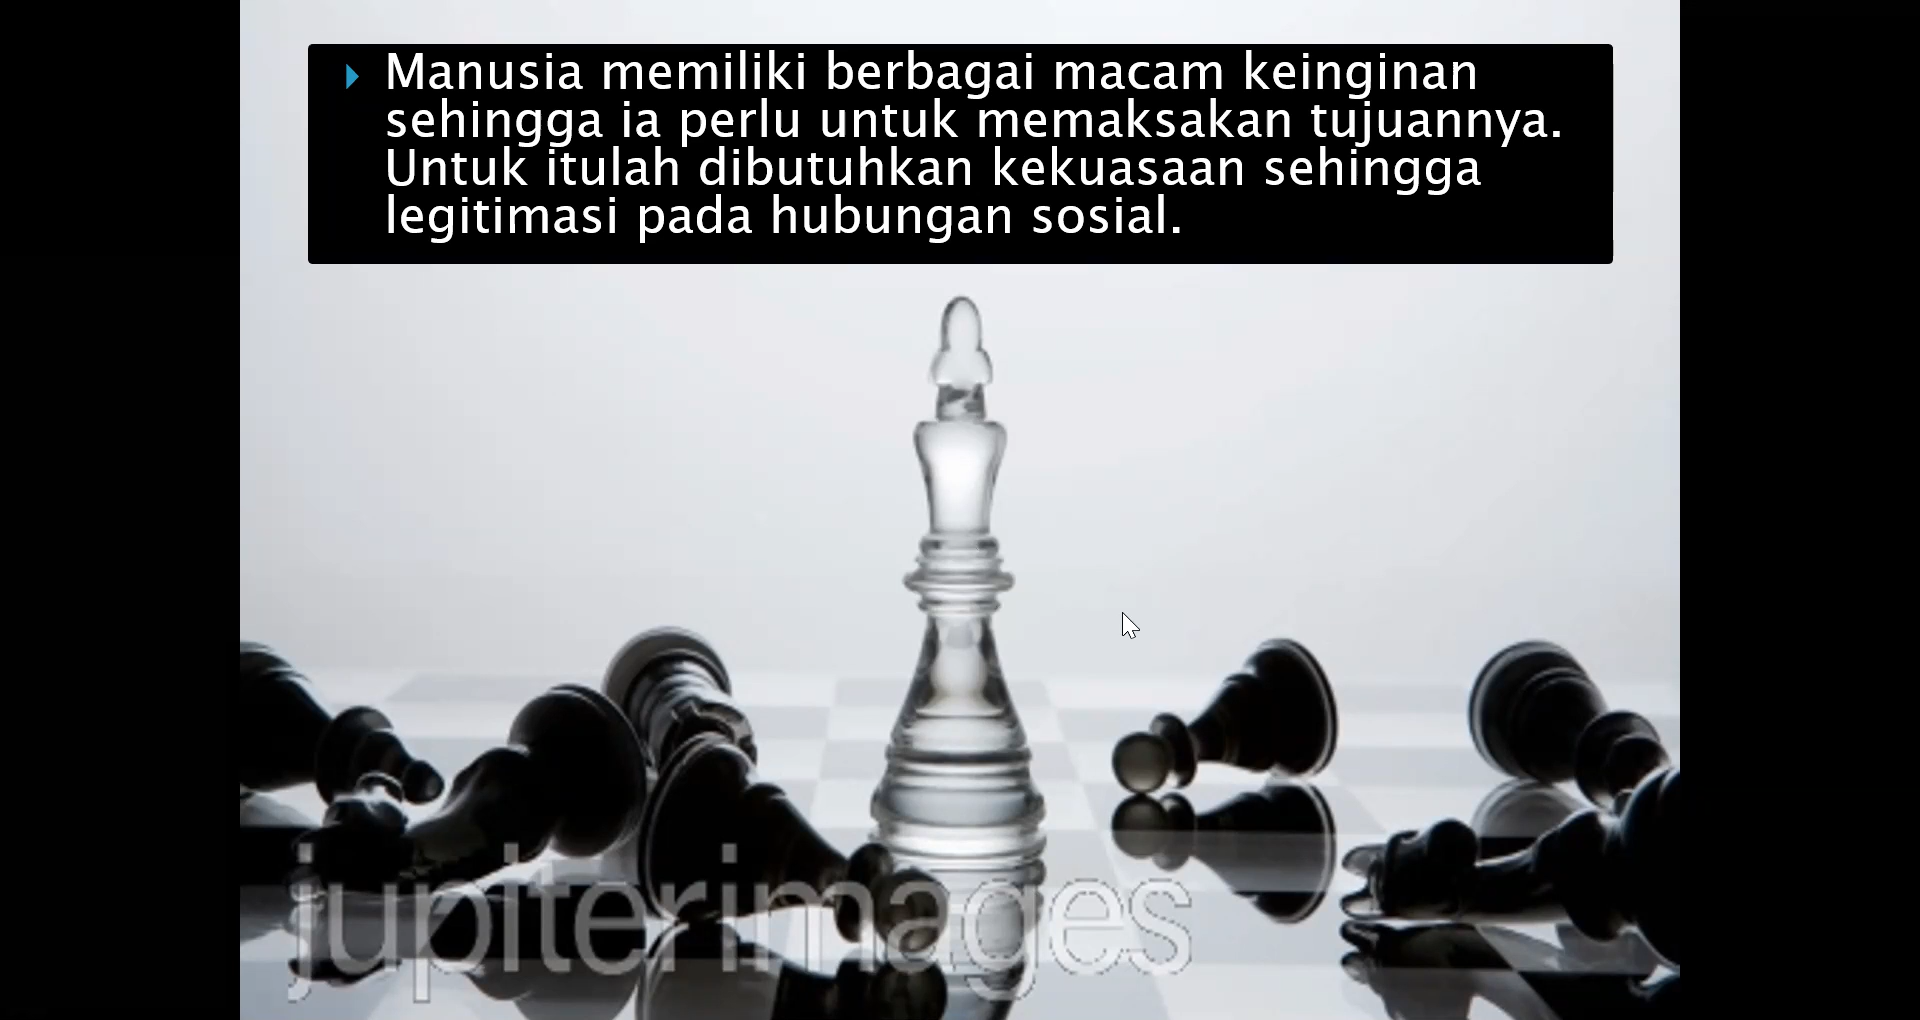 Manusia memiliki berbagai macam keinginan
sehingga ia perlu untuk memaksakan tujuannya.
Untuk itulah dibutuhkan kekuasaan sehingga
legitimasi pada hubungan sosial.
jupiterimages